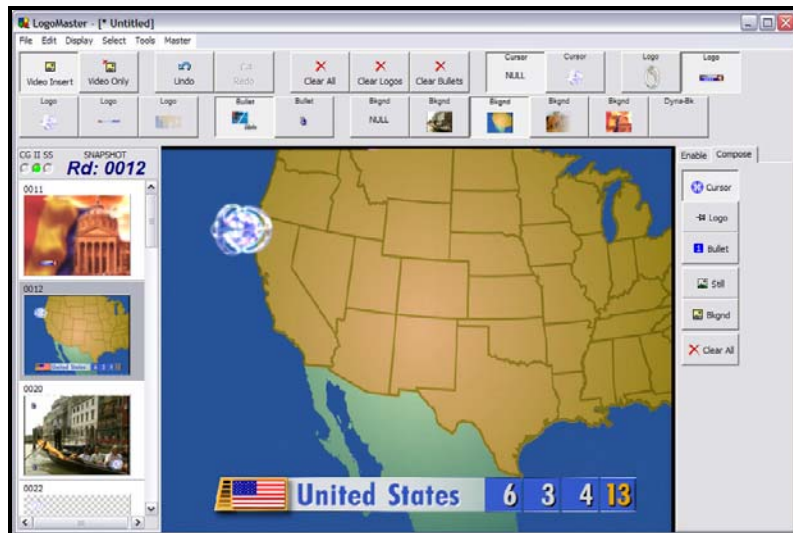 LogoMaster - [* Untitled]
File Edit Display Select Tools Master
Video Insert Video Only Undo Redo Clear All Clear Logos Clear Bullets Cursor NULL Cursor Logo Logo
Logo Logo Logo Bullet Bullet Bkgnd NULL Bkgnd Bkgnd Bkgnd Bkgnd Dyna-Bk
CG II SS SNAPSHOT
Rd: 0012
0011
0012
0020
0022
Enable Compose
Cursor
Logo
1 Bullet
Still
Bkgnd
Clear All
United States 6 3 4 13